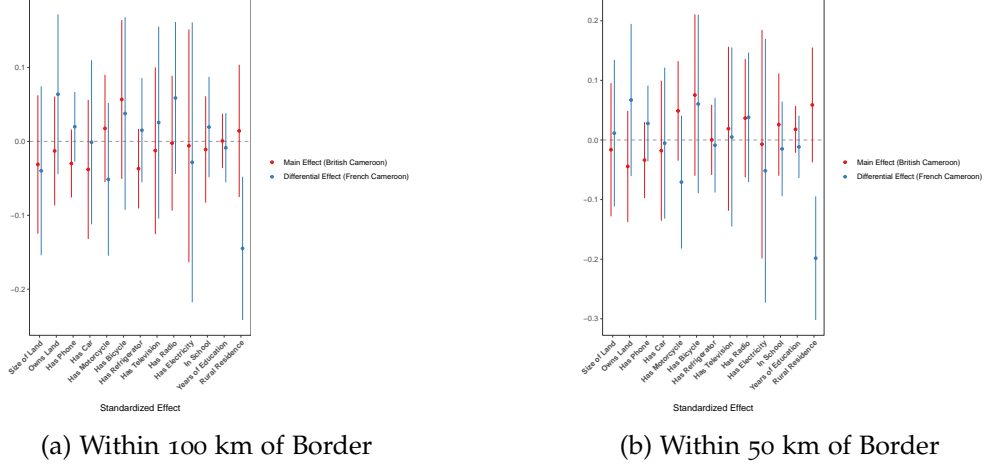 0.1
0.0
−0.1
−0.2
Size of Land
Owns Land
Has Phone
Has Car
Has Motorcycle
Has Bicycle
Has Refrigerator
Has Television
Has Radio
Has Electricity
In School
Years of Education
Rural Residence
Standardized Effect
Main Effect (British Cameroon)
Differential Effect (French Cameroon)
(a) Within 100 km of Border
0.2
0.1
0.0
−0.1
−0.2
−0.3
Size of Land
Owns Land
Has Phone
Has Car
Has Motorcycle
Has Bicycle
Has Refrigerator
Has Television
Has Radio
Has Electricity
In School
Years of Education
Rural Residence
Standardized Effect
Main Effect (British Cameroon)
Differential Effect (French Cameroon)
(b) Within 50 km of Border